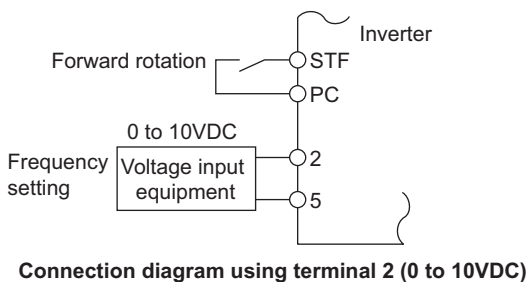 Inverter
Forward rotation
STF
PC
0 to 10VDC
Frequency
setting
Voltage input
equipment
2
5
Connection diagram using terminal 2 (0 to 10VDC)